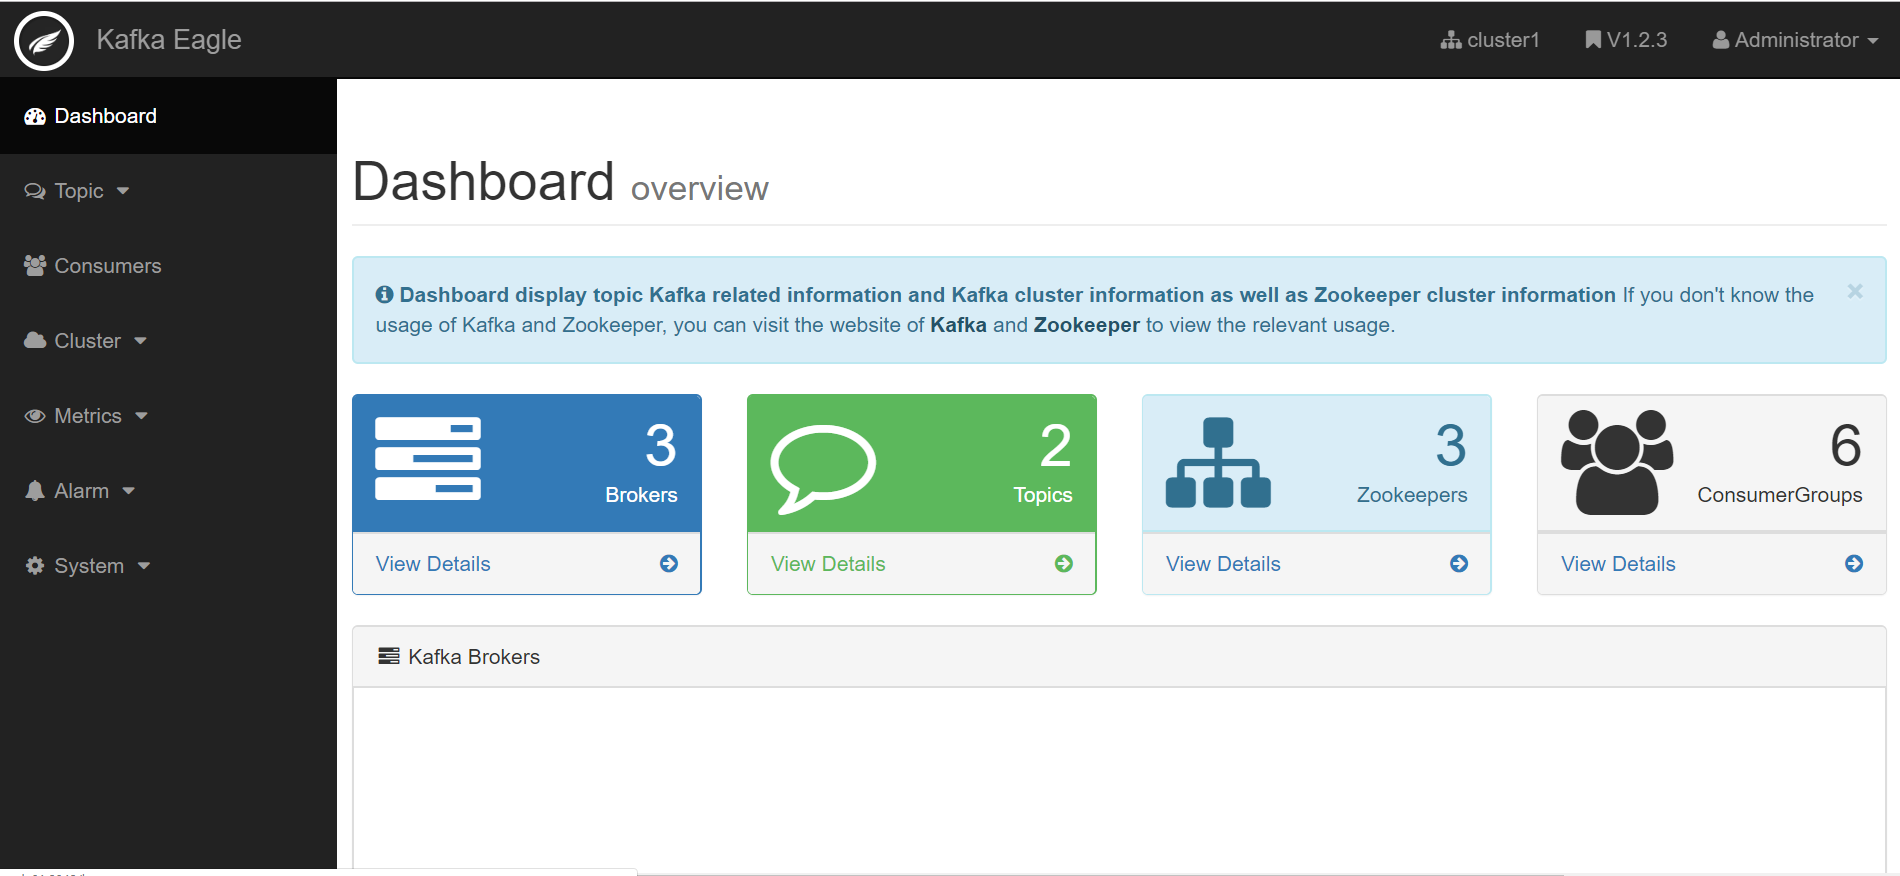 Kafka Eagle
cluster1
V1.2.3
Administrator
Dashboard
Topic
Consumers
Cluster
Metrics
Alarm
System
Dashboard overview
Dashboard display topic Kafka related information and Kafka cluster information as well as Zookeeper cluster information If you don't know the
usage of Kafka and Zookeeper, you can visit the website of Kafka and Zookeeper to view the relevant usage.
×
3
Brokers
View Details
2
Topics
View Details
3
Zookeepers
View Details
6
ConsumerGroups
View Details
Kafka Brokers